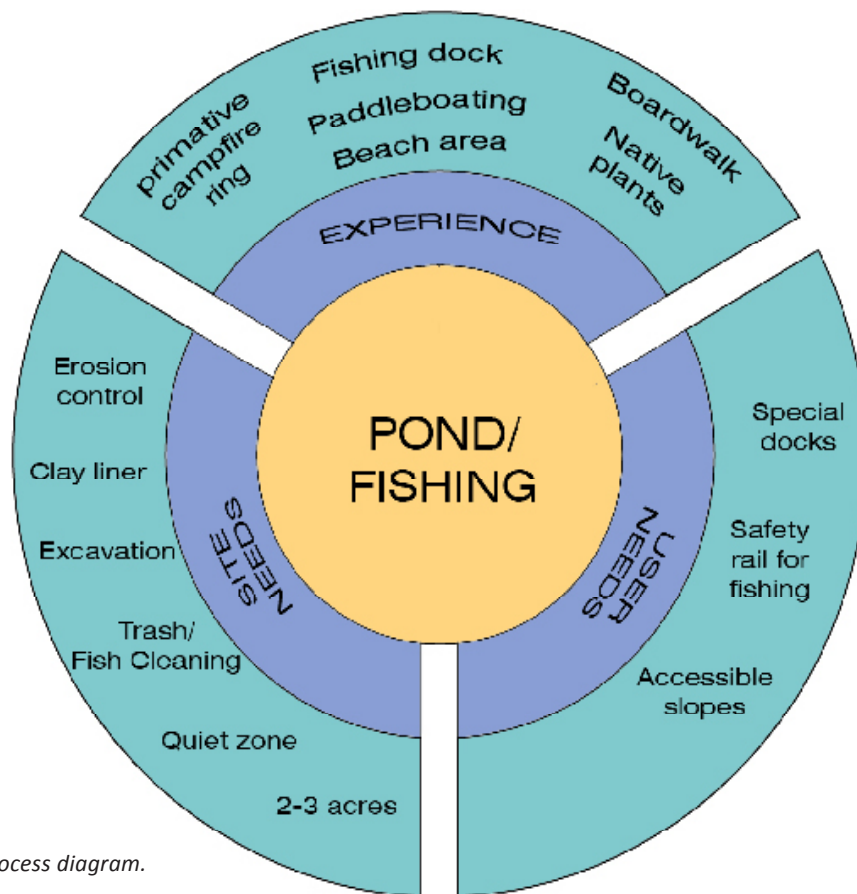 primative
campfire
ring
Fishing dock
Paddleboating
Beach area
Boardwalk
Native
plants
EXPERIENCE
POND/
FISHING
SITE
NEEDS
USER
NEEDS
Erosion
control
Clay liner
Excavation
Trash/
Fish Cleaning
Quiet zone
2-3 acres
Special
docks
Safety
rail for
fishing
Accessible
slopes
diagram.